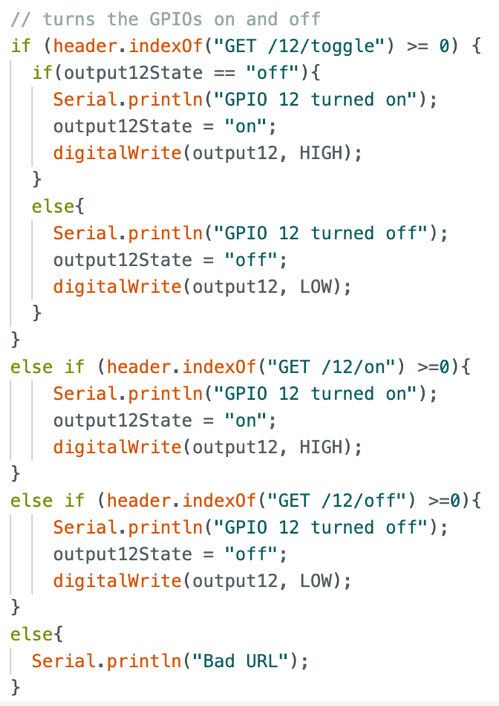 // turns the GPIOs on and off
if (header.indexOf("GET /12/toggle") >= 0) {
  if(output12State == "off"){
    Serial.println("GPIO 12 turned on");
    output12State = "on";
    digitalWrite(output12, HIGH);
  }
  else{
    Serial.println("GPIO 12 turned off");
    output12State = "off";
    digitalWrite(output12, LOW);
  }
}
else if (header.indexOf("GET /12/on") >=0){
    Serial.println("GPIO 12 turned on");
    output12State = "on";
    digitalWrite(output12, HIGH);
}
else if (header.indexOf("GET /12/off") >=0){
    Serial.println("GPIO 12 turned off");
    output12State = "off";
    digitalWrite(output12, LOW);
}
else{
  Serial.println("Bad URL");
}